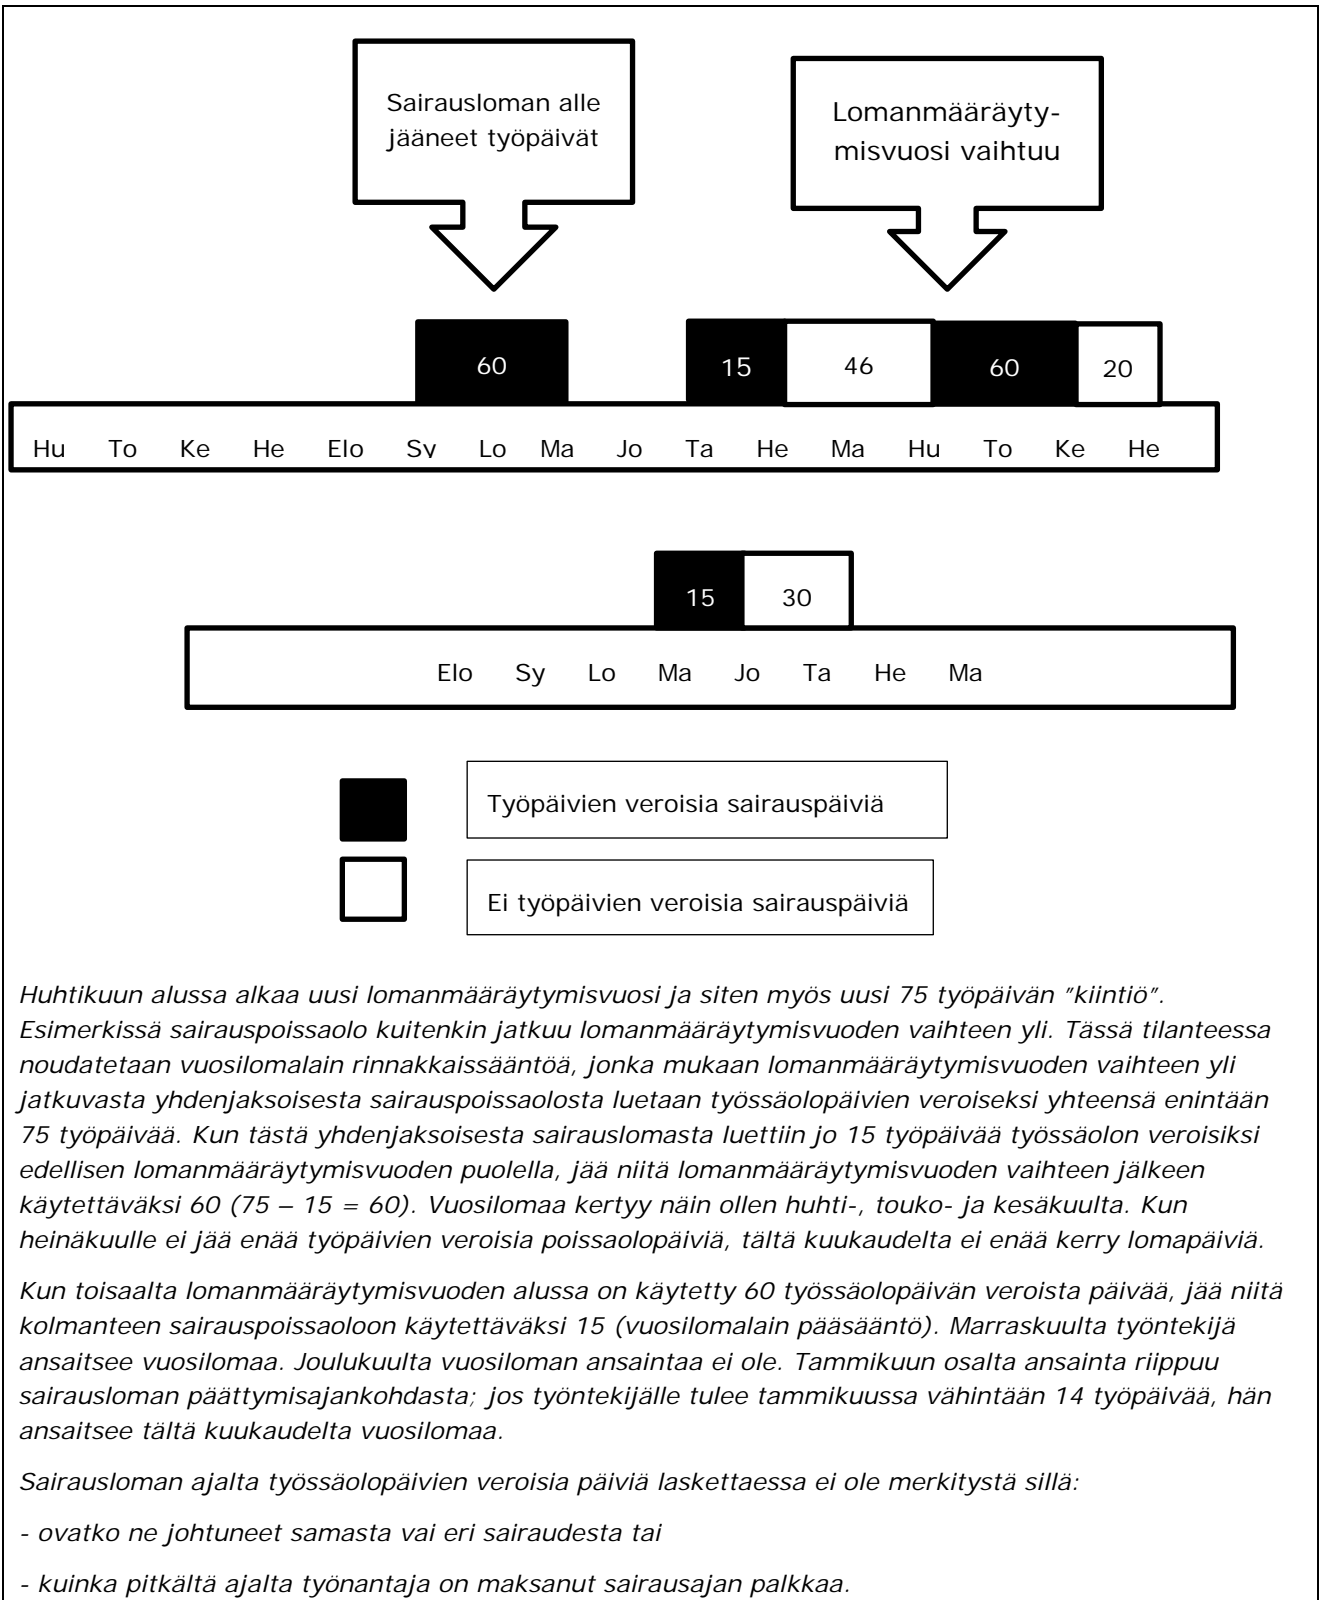 Sairausloman alle
jääneet työpäivät
Lomanmääräyty-
misvuosi vaihtuu
60 15 46 60 20
Hu To Ke He Elo Sv Lo Ma Jo Ta He Ma Hu To Ke He
15 30
Elo Sy Lo Ma Jo Ta He Ma
Työpäivien veroisia sairauspäiviä
Ei työpäivien veroisia sairauspäiviä
Huhtikuun alussa alkaa uusi lomanmääräytymisvuosi ja siten myös uusi 75 työpäivän ”kiintiö”.
Esimerkissä sairauspoissaolo kuitenkin jatkuu lomanmääräytymisvuoden vaihteen yli. Tässä tilanteessa
noudatetaan vuosilomalain rinnakkaissääntöä, jonka mukaan lomanmääräytymisvuoden vaihteen yli
jatkuvasta yhdenjaksoisesta sairauspoissaolosta luetaan työssäolopäivien veroiseksi yhteensä enintään
75 työpäivää. Kun tästä yhdenjaksoisesta sairauslomasta luettiin jo 15 työpäivää työssäolon veroisiksi
edellisen lomanmääräytymisvuoden puolella, jää niitä lomanmääräytymisvuoden vaihteen jälkeen
käytettäväksi 60 (75 – 15 = 60). Vuosilomaa kertyy näin ollen huhti-, touko- ja kesäkuulta. Kun
heinäkuulle ei jää enää työpäivien veroisia poissaolopäiviä, tältä kuukaudelta ei enää kerry lomapäiviä.
Kun toisaalta lomanmääräytymisvuoden alussa on käytetty 60 työssäolopäivän veroista päivää, jää niitä
kolmanteen sairauspoissaoloon käytettäväksi 15 (vuosilomalain pääsääntö). Marraskuulta työntekijä
ansaitsee vuosilomaa. Joulukuulta vuosiloman ansaintaa ei ole. Tammikuun osalta ansainta riippuu
sairausloman päättymisajankohdasta; jos työntekijälle tulee tammikuussa vähintään 14 työpäivää, hän
ansaitsee tältä kuukaudelta vuosilomaa.
Sairausloman ajalta työssäolopäivien veroisia päiviä laskettaessa ei ole merkitystä sillä:
- ovatko ne johtuneet samasta vai eri sairaudesta tai
- kuinka pitkältä ajalta työnantaja on maksanut sairausajan palkkaa.